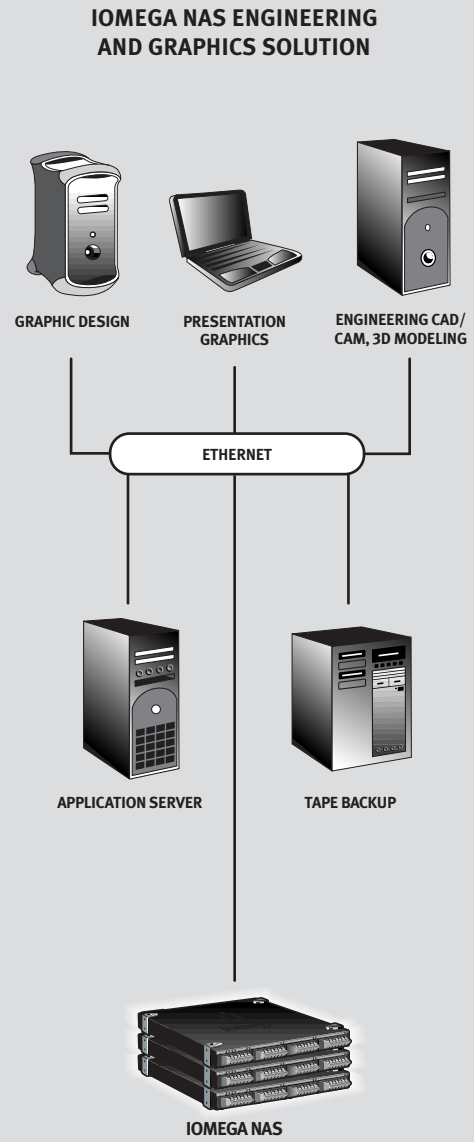 IOMEGA NAS ENGINEERING
AND GRAPHICS SOLUTION
GRAPHIC DESIGN
PRESENTATION
GRAPHICS
ENGINEERING CAD/
CAM, 3D MODELING
ETHERNET
APPLICATION SERVER
TAPE BACKUP
IOMEGA NAS